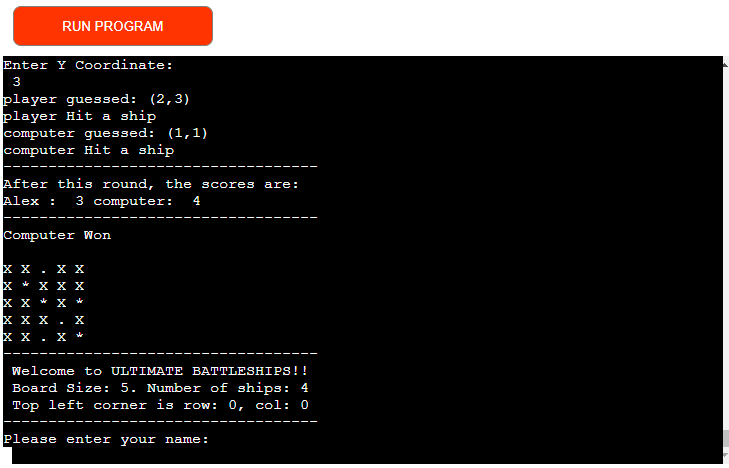 RUN PROGRAM
Enter Y Coordinate:
3
player guessed: (2,3)
player Hit a ship
computer guessed: (1,1)
computer Hit a ship
-----------------------------------
After this round, the scores are:
Alex :  3 computer:  4
-----------------------------------
Computer Won
X X . X X
X * X X X
X X * X *
X X X . X
X X . X *
-----------------------------------
Welcome to ULTIMATE BATTLESHIPS!!
Board Size: 5. Number of ships: 4
Top left corner is row: 0, col: 0
-----------------------------------
Please enter your name: